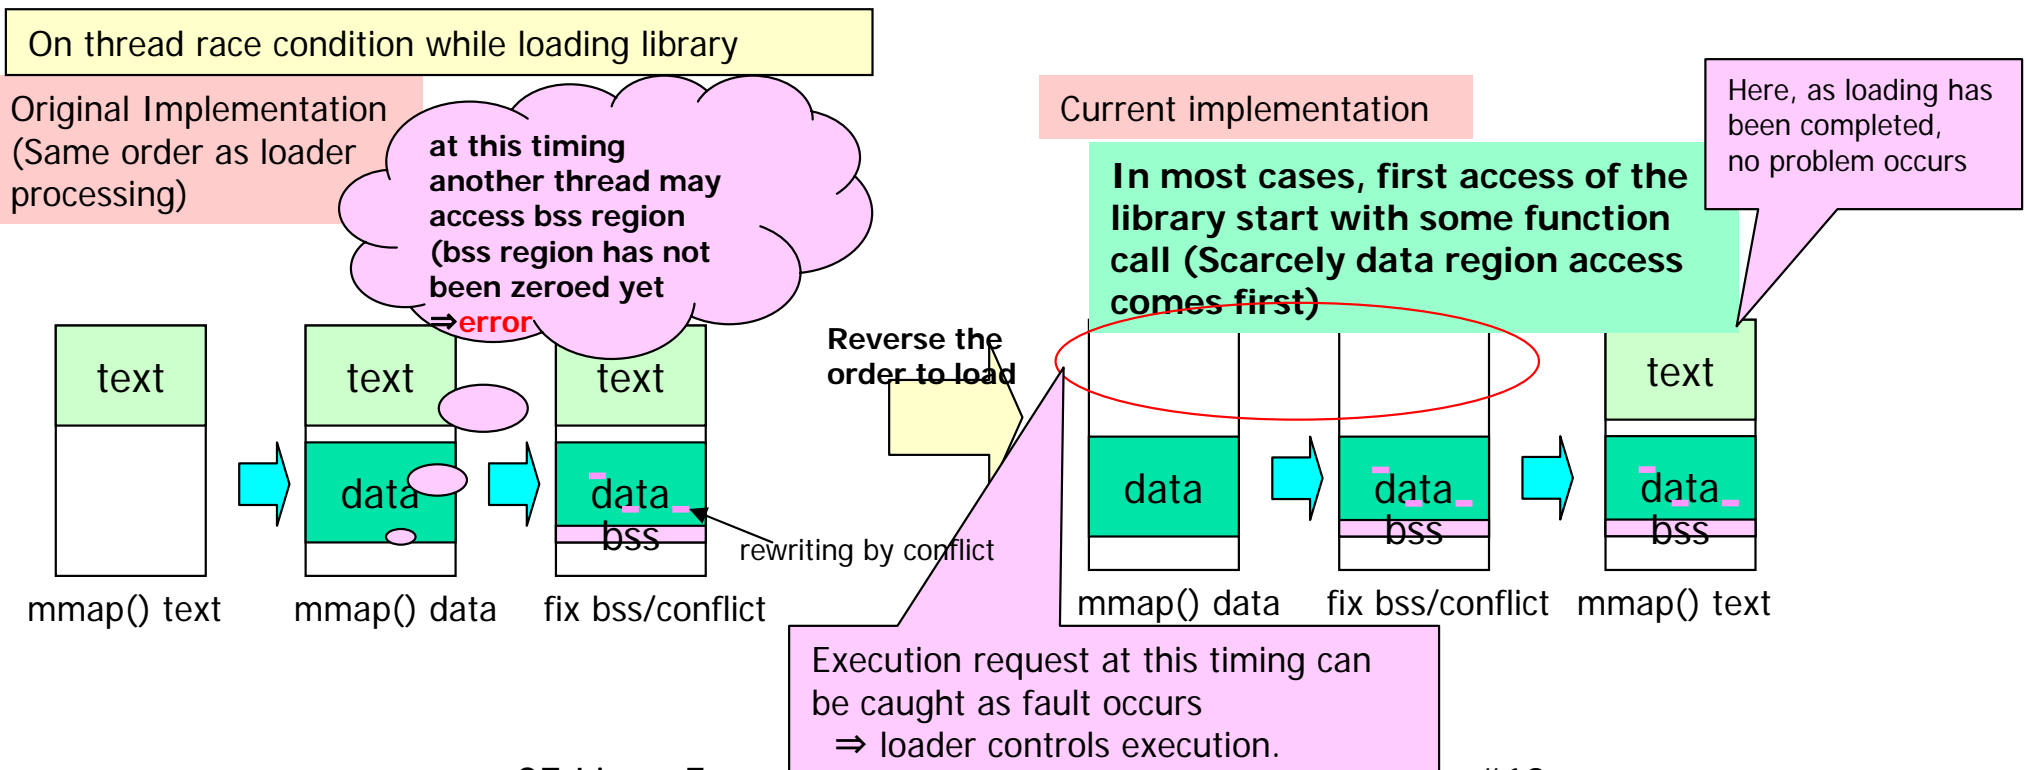 On thread race condition while loading library
Original Implementation
(Same order as loader
processing)
at this timing
another thread may
access bss region
(bss region has not
been zeroed yet
⇒error
text
text
data
text
data
bss
rewriting by conflict
mmap() text
mmap() data
fix bss/conflict
Reverse the
order to load
Current implementation
In most cases, first access of the
library start with some function
call (Scarcely data region access
comes first)
Here, as loading has
been completed,
no problem occurs
data
data
bss
text
data
bss
mmap() data
fix bss/conflict
mmap() text
Execution request at this timing can
be caught as fault occurs
⇒ loader controls execution.